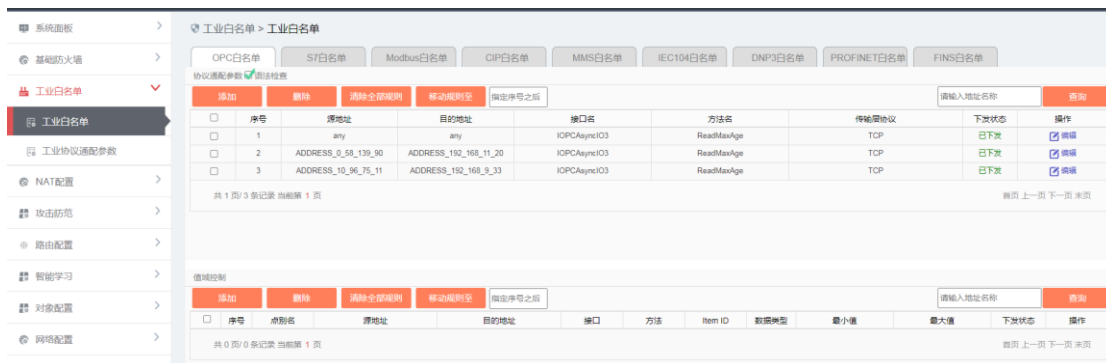 系统面板 >
基础防火墙 >
工业白名单
工业白名单
工业协议通配参数
NAT配置 >
攻击防范 >
路由配置 >
智能学习 >
对象配置 >
网络配置 >
工业白名单 > 工业白名单
OPC白名单 S7白名单 Modbus白名单 CIP白名单 MMS白名单 IEC104白名单 DNP3白名单 PROFINET白名单 FINS白名单
协议通配参数 语法检查
添加 删除 清除全部规则 移动规则至 指定序号之后 请输入地址名称 查询
序号 源地址 目的地址 接口名 方法名 传输层协议 下发状态 操作
1 any any IOPCAsyncIO3 ReadMaxAge TCP 已下发 编辑
2 ADDRESS_0_58_139_90 ADDRESS_192_168_11_20 IOPCAsyncIO3 ReadMaxAge TCP 已下发 编辑
3 ADDRESS_10_96_75_11 ADDRESS_192_168_9_33 IOPCAsyncIO3 ReadMaxAge TCP 已下发 编辑
共 1 页/ 3 条记录 当前第 1 页 首页 上一页 下一页 末页
值域控制
添加 删除 清除全部规则 移动规则至 指定序号之后 请输入地址名称 查询
序号 点别名 源地址 目的地址 接口 方法 Item ID 数据类型 最小值 最大值 下发状态 操作
共 0 页/ 0 条记录 当前第 1 页 首页 上一页 下一页 末页